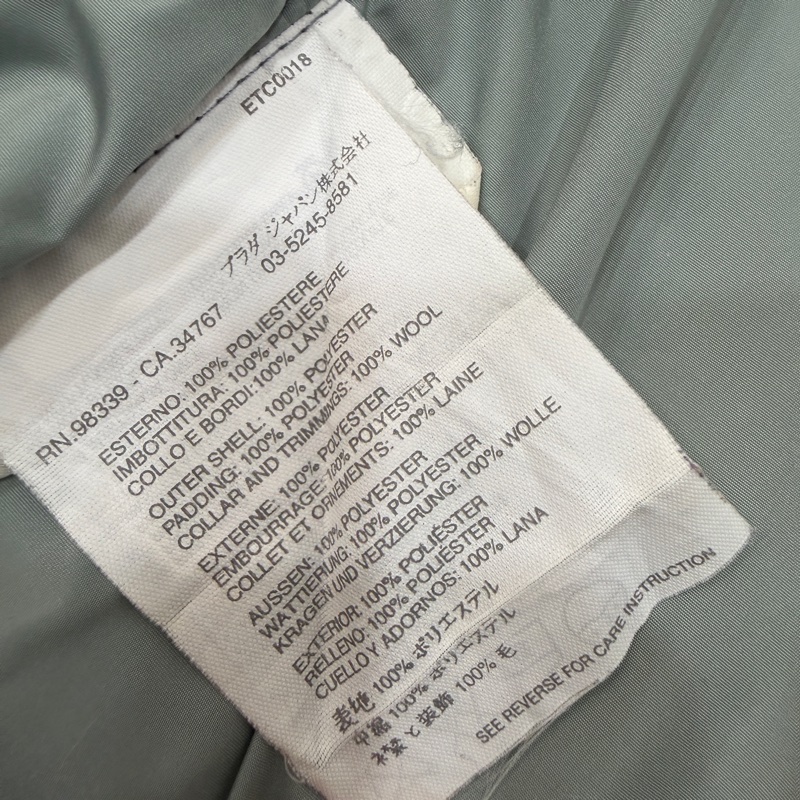 ETC0018
プラダ ジャパン株式会社
03-5245-8581
RN.98339 - CA.34767
ESTERNO: 100% POLIESTERE
IMBOTTITURA: 100% POLIESTERE
COLLO E BORDI:100% LANA
OUTER SHELL: 100% POLYESTER
PADDING: 100% POLYESTER
COLLAR AND TRIMMINGS: 100% WOOL
EXTERNE: 100% POLYESTER
EMBOURRAGE: 100% POLYESTER
COLLET ET ORNEMENTS: 100% LAINE
AUSSEN: 100% POLYESTER
WATTIERUNG: 100% POLYESTER
KRAGEN UND VERZIERUNG: 100% WOLLE
EXTERIOR: 100% POLIÉSTER
RELLENO: 100% POLIÉSTER
CUELLO Y ADORNOS: 100% LANA
表地 100% ポリエステル
中綿 100% ポリエステル
衿と装飾 100% 毛
SEE REVERSE FOR CARE INSTRUCTION